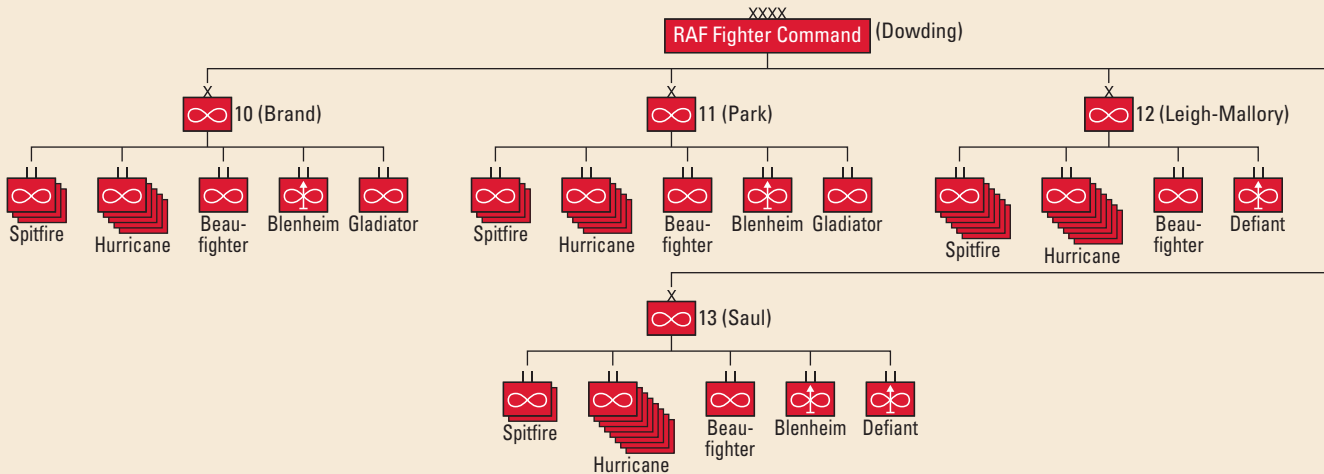 XXXX
RAF Fighter Command (Dowding)
X
10 (Brand)
X
11 (Park)
X
12 (Leigh-Mallory)
Spitfire
Hurricane
Beau-
fighter
Blenheim
Gladiator
Spitfire
Hurricane
Beau-
fighter
Blenheim
Gladiator
Spitfire
Hurricane
Beau-
fighter
Defiant
X
13 (Saul)
Spitfire
Hurricane
Beau-
fighter
Blenheim
Defiant